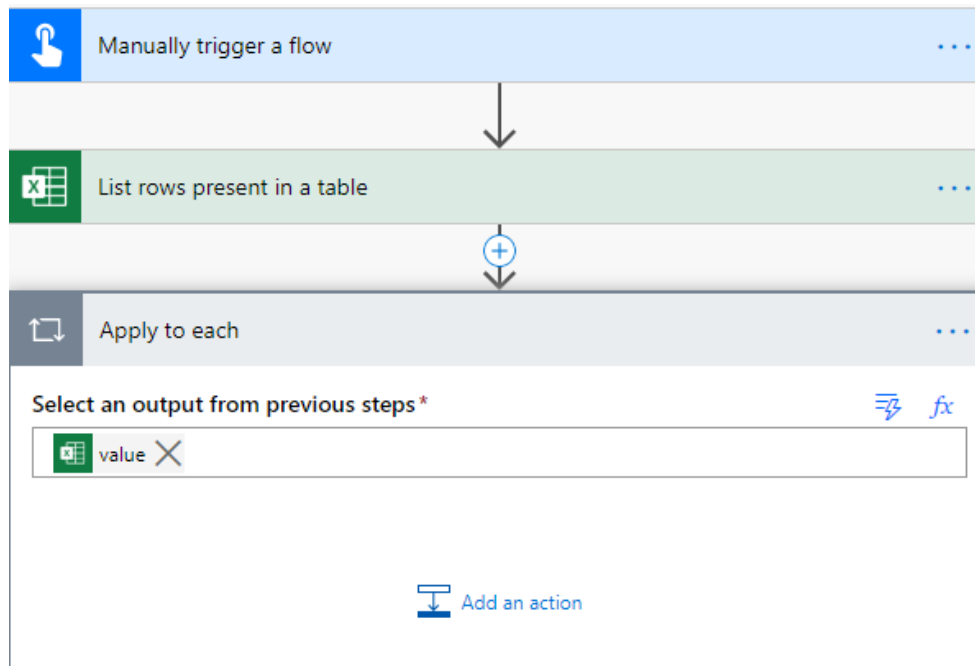 Manually trigger a flow
List rows present in a table
Apply to each
Select an output from previous steps*
fx
value
Add an action